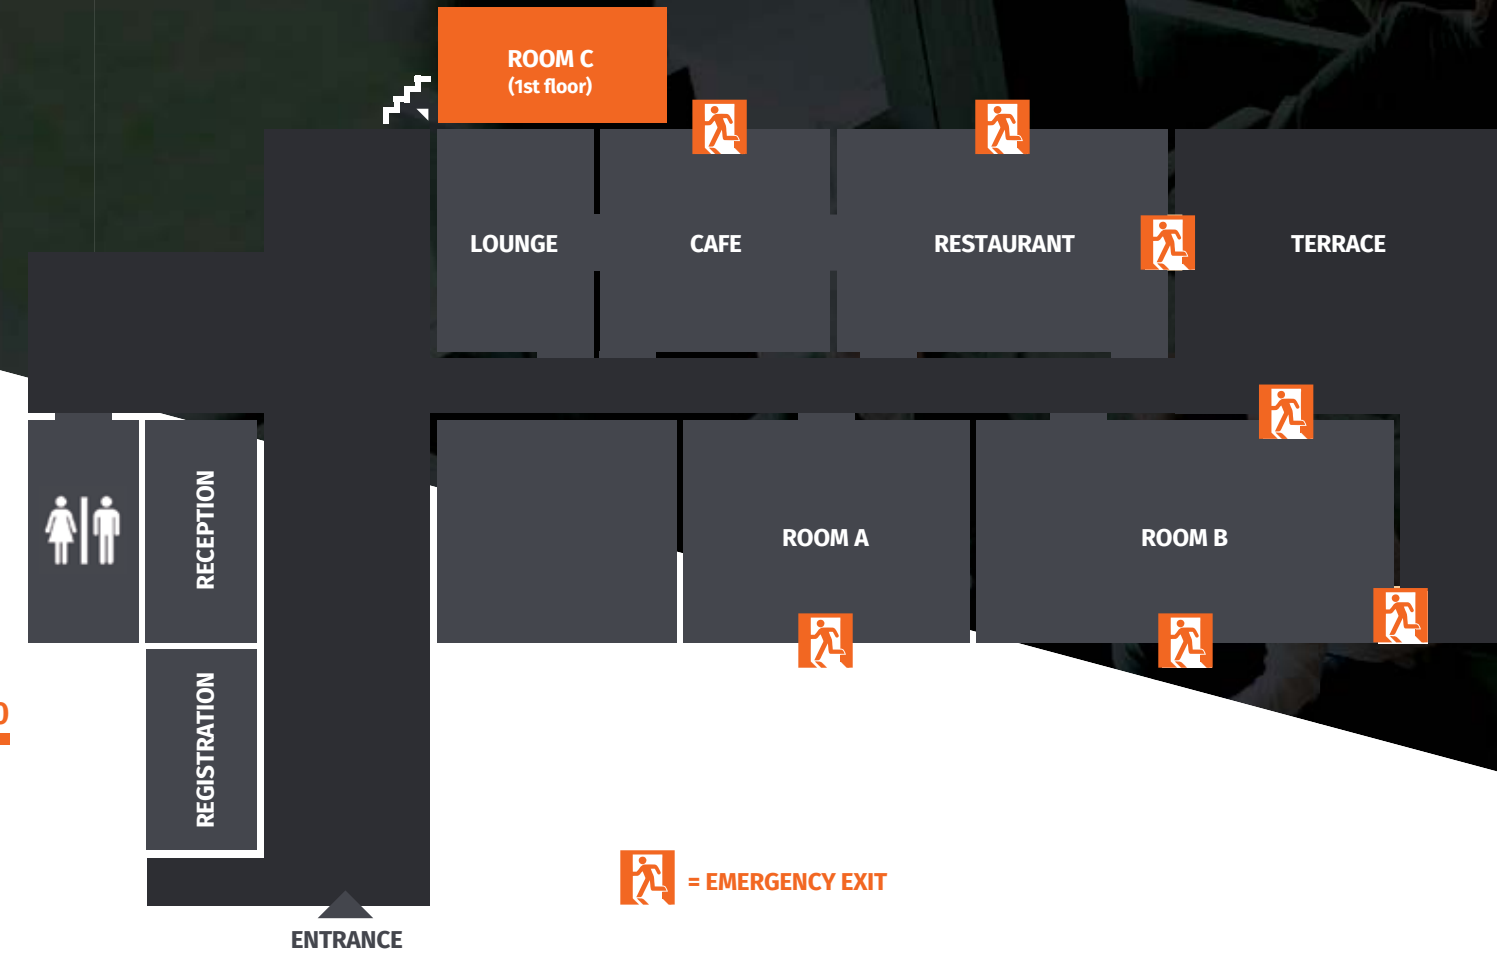 ROOM C
(1st floor)
LOUNGE
CAFE
RESTAURANT
TERRACE
RECEPTION
ROOM A
ROOM B
REGISTRATION
= EMERGENCY EXIT
ENTRANCE